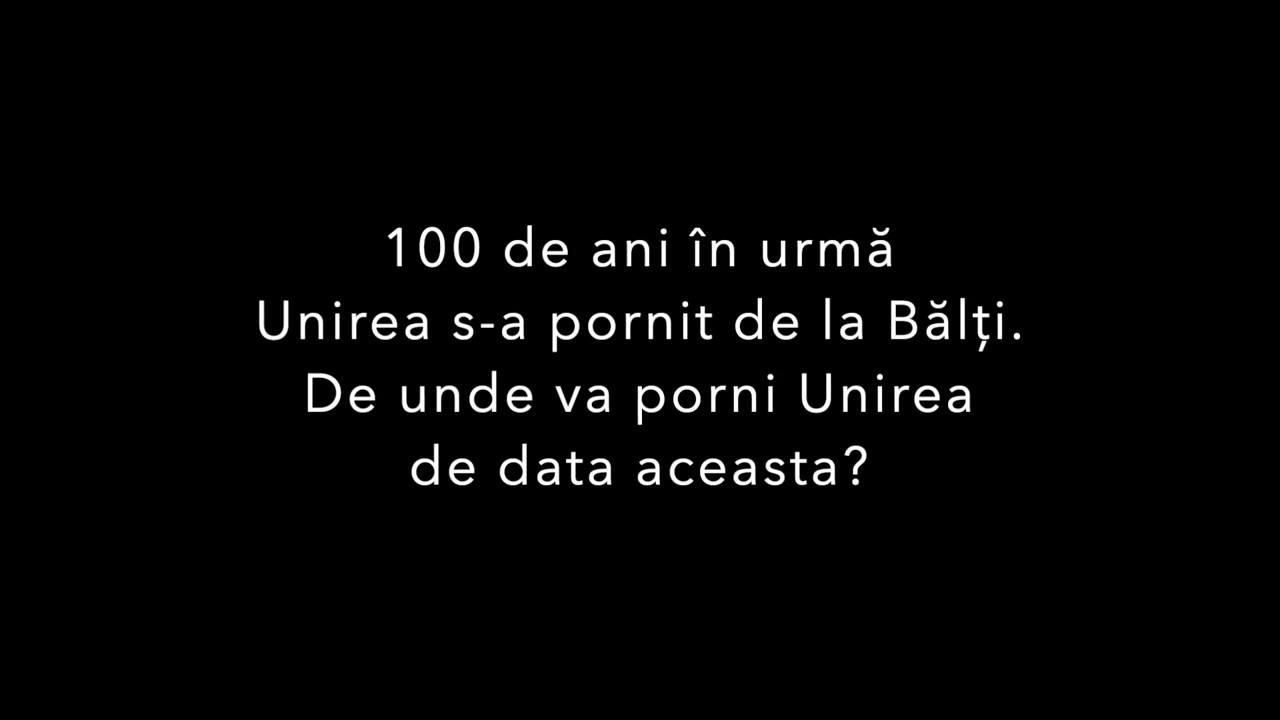 100 de ani în urmă
Unirea s-a pornit de la Bălți.
De unde va porni Unirea
de data aceasta?